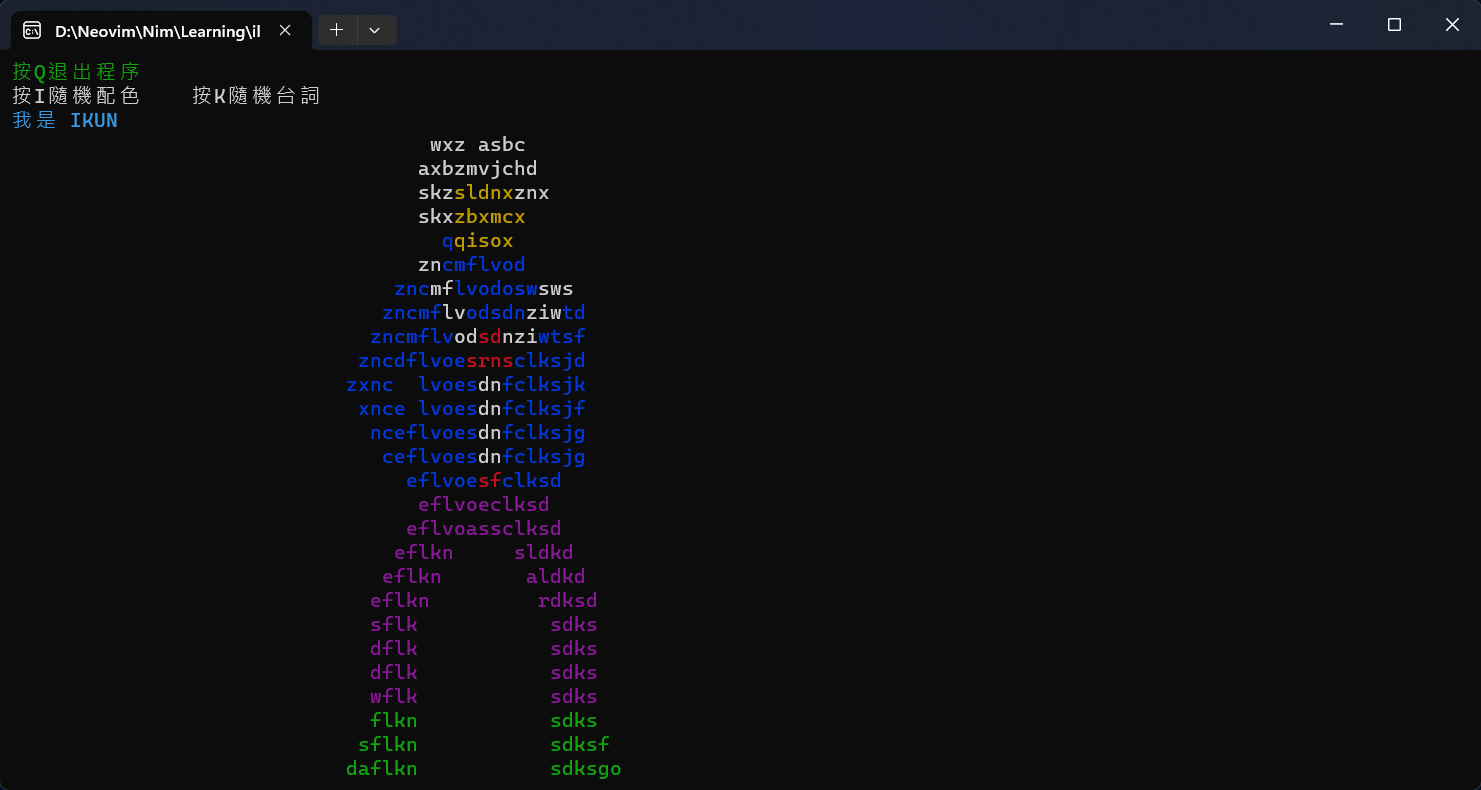 D:\Neovim\Nim\Learning\il
按Q退出程序
按I隨機配色    按K隨機台詞
我是 IKUN
wxz asbc
axbzmvjchd
skzsldnxznx
skxzbxmcx
qqisox
zncmflvod
zncmflvodoswsws
zncmflvodsdnziwtd
zncmflvodsdnziwtsf
zncdflvoesrnsclksjd
zxnc  lvoesdnfclksjk
xnce lvoesdnfclksjf
nceflvoesdnfclksjg
ceflvoesdnfclksjg
eflvoesfclksd
eflvoeclksd
eflvoassclksd
eflkn     sldkd
eflkn       aldkd
eflkn         rdksd
sflk           sdks
dflk           sdks
dflk           sdks
wflk           sdks
flkn           sdks
sflkn           sdksf
daflkn           sdksgo